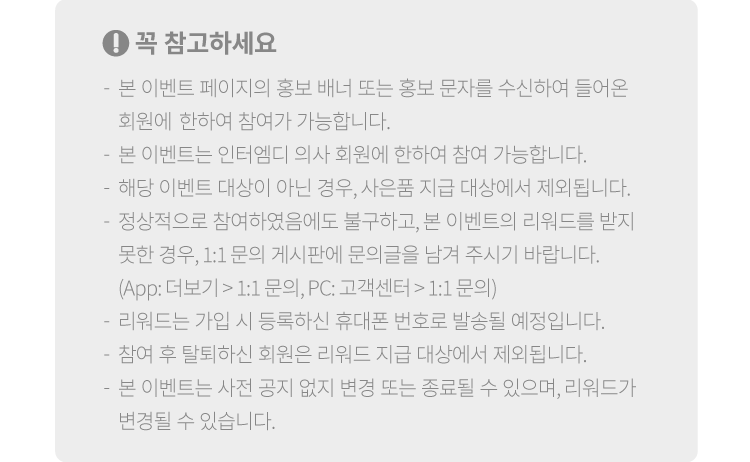 ! 꼭 참고하세요
- 본 이벤트 페이지의 홍보 배너 또는 홍보 문자를 수신하여 들어온
회원에 한하여 참여가 가능합니다.
- 본 이벤트는 인터엠디 의사 회원에 한하여 참여 가능합니다.
- 해당 이벤트 대상이 아닌 경우, 사은품 지급 대상에서 제외됩니다.
- 정상적으로 참여하였음에도 불구하고, 본 이벤트의 리워드를 받지
못한 경우, 1:1 문의 게시판에 문의글을 남겨 주시기 바랍니다.
(App: 더보기 > 1:1 문의, PC: 고객센터 > 1:1 문의)
- 리워드는 가입 시 등록하신 휴대폰 번호로 발송될 예정입니다.
- 참여 후 탈퇴하신 회원은 리워드 지급 대상에서 제외됩니다.
- 본 이벤트는 사전 공지 없지 변경 또는 종료될 수 있으며, 리워드가
변경될 수 있습니다.